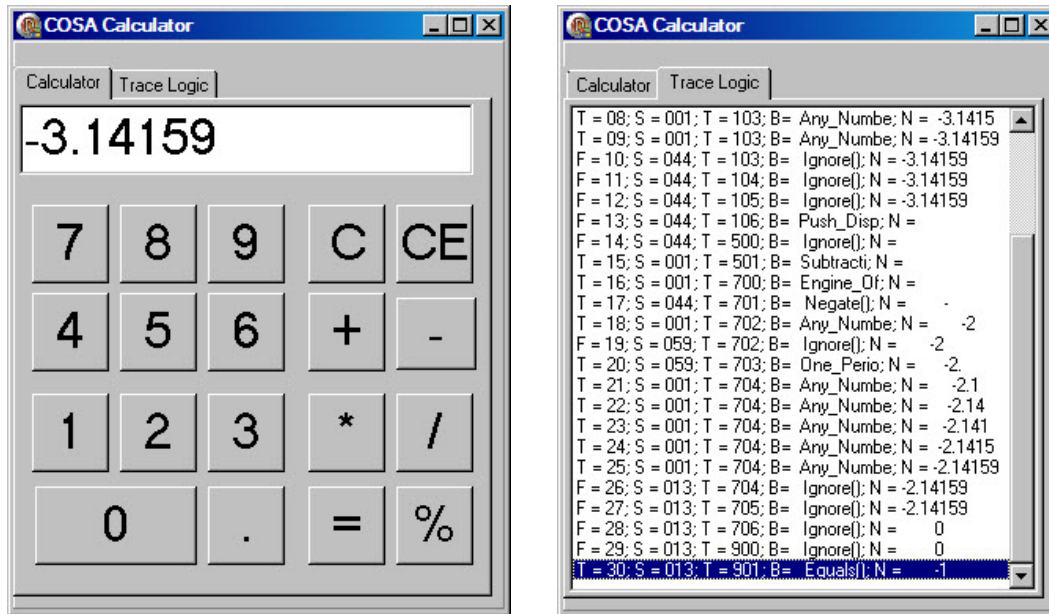 COSA Calculator
Calculator Trace Logic
-3.14159
7 8 9 C CE
4 5 6 + -
1 2 3 * /
0 . = %
COSA Calculator
Calculator Trace Logic
T = 08; S = 001; T = 103; B= Any_Numbe; N = -3.1415
T = 09; S = 001; T = 103; B= Any_Numbe; N = -3.14159
F = 10; S = 044; T = 103; B= Ignore(); N = -3.14159
F = 11; S = 044; T = 104; B= Ignore(); N = -3.14159
F = 12; S = 044; T = 105; B= Ignore(); N = -3.14159
F = 13; S = 044; T = 106; B= Push_Disp; N =
F = 14; S = 044; T = 500; B= Ignore(); N =
T = 15; S = 001; T = 501; B= Subtracti; N =
T = 16; S = 001; T = 700; B= Engine_Of; N =
T = 17; S = 044; T = 701; B= Negate(); N = -
T = 18; S = 001; T = 702; B= Any_Numbe; N = -2
F = 19; S = 059; T = 702; B= Ignore(); N = -2
T = 20; S = 059; T = 703; B= One_Perio; N = -2.
T = 21; S = 001; T = 704; B= Any_Numbe; N = -2.1
T = 22; S = 001; T = 704; B= Any_Numbe; N = -2.14
T = 23; S = 001; T = 704; B= Any_Numbe; N = -2.141
T = 24; S = 001; T = 704; B= Any_Numbe; N = -2.1415
T = 25; S = 001; T = 704; B= Any_Numbe; N = -2.14159
F = 26; S = 013; T = 704; B= Ignore(); N = -2.14159
F = 27; S = 013; T = 705; B= Ignore(); N = -2.14159
F = 28; S = 013; T = 706; B= Ignore(); N = 0
F = 29; S = 013; T = 900; B= Ignore(); N = 0
T = 30; S = 013; T = 901; B= Equals(); N = -1